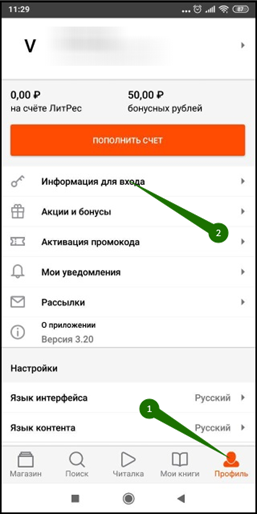 11:29
87
V
0,00 ₽ 50,00 ₽
на счёте ЛитРес бонусных рублей
ПОПОЛНИТЬ СЧЕТ
Информация для входа
2
Акции и бонусы
Активация промокода
Мои уведомления
Рассылки
О приложении
Версия 3.20
Настройки
Язык интерфейса Русский
1
Язык контента Русский
Магазин Поиск Читалка Мои книги Профиль